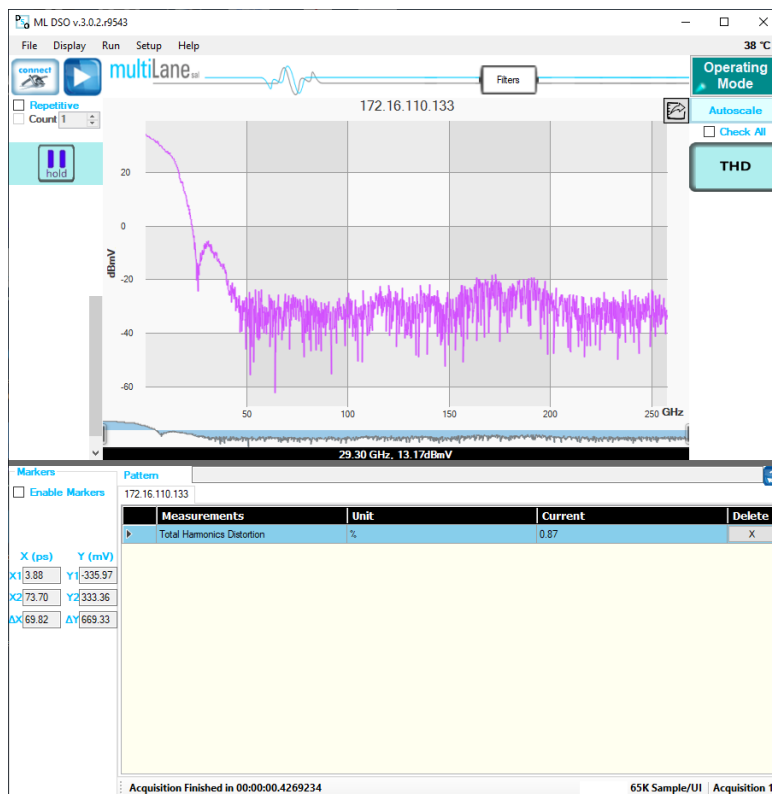 ML DSO v.3.0.2.r9543
File Display Run Setup Help 38 °C
connect
multiLane sal
Filters
Operating Mode
Repetitive
Count 1
hold
172.16.110.133
Autoscale
Check All
THD
dBmV
20
0
-20
-40
-60
50 100 150 200 250 GHz
29.30 GHz, 13.17dBmV
Markers
Enable Markers
X (ps) Y (mV)
X1 3.88 Y1 -335.97
X2 73.70 Y2 333.36
ΔX 69.82 ΔY 669.33
Pattern
172.16.110.133
Measurements Unit Current Delete
Total Harmonics Distortion % 0.87 X
Acquisition Finished in 00:00:00.4269234 65K Sample/UI Acquisition 1